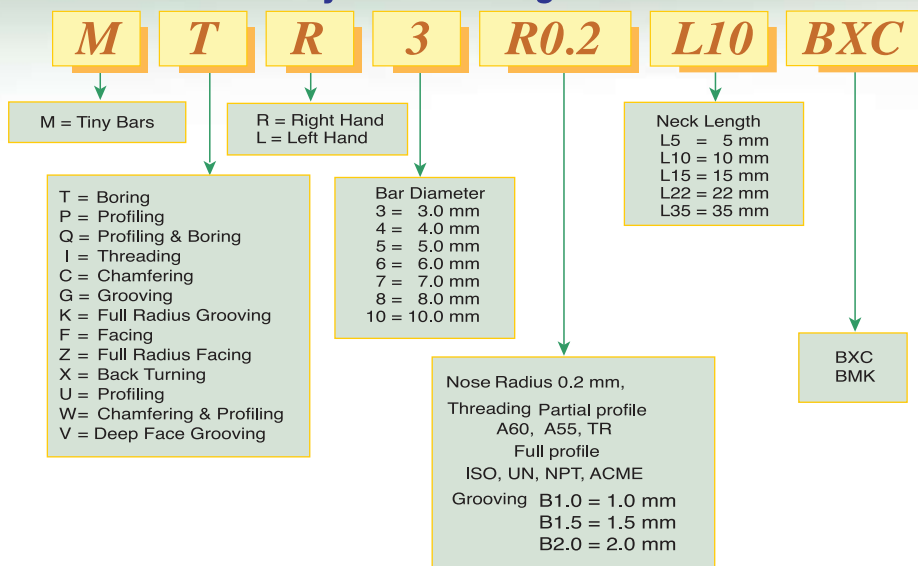 M T R 3 R0.2 L10 BXC
M = Tiny Bars
T = Boring
P = Profiling
Q = Profiling & Boring
I = Threading
C = Chamfering
G = Grooving
K = Full Radius Grooving
F = Facing
Z = Full Radius Facing
X = Back Turning
U = Profiling
W= Chamfering & Profiling
V = Deep Face Grooving
R = Right Hand
L = Left Hand
Bar Diameter
3 = 3.0 mm
4 = 4.0 mm
5 = 5.0 mm
6 = 6.0 mm
7 = 7.0 mm
8 = 8.0 mm
10 = 10.0 mm
Nose Radius 0.2 mm,
Threading Partial profile
A60, A55, TR
Full profile
ISO, UN, NPT, ACME
Grooving B1.0 = 1.0 mm
B1.5 = 1.5 mm
B2.0 = 2.0 mm
Neck Length
L5 = 5 mm
L10 = 10 mm
L15 = 15 mm
L22 = 22 mm
L35 = 35 mm
BXC
BMK